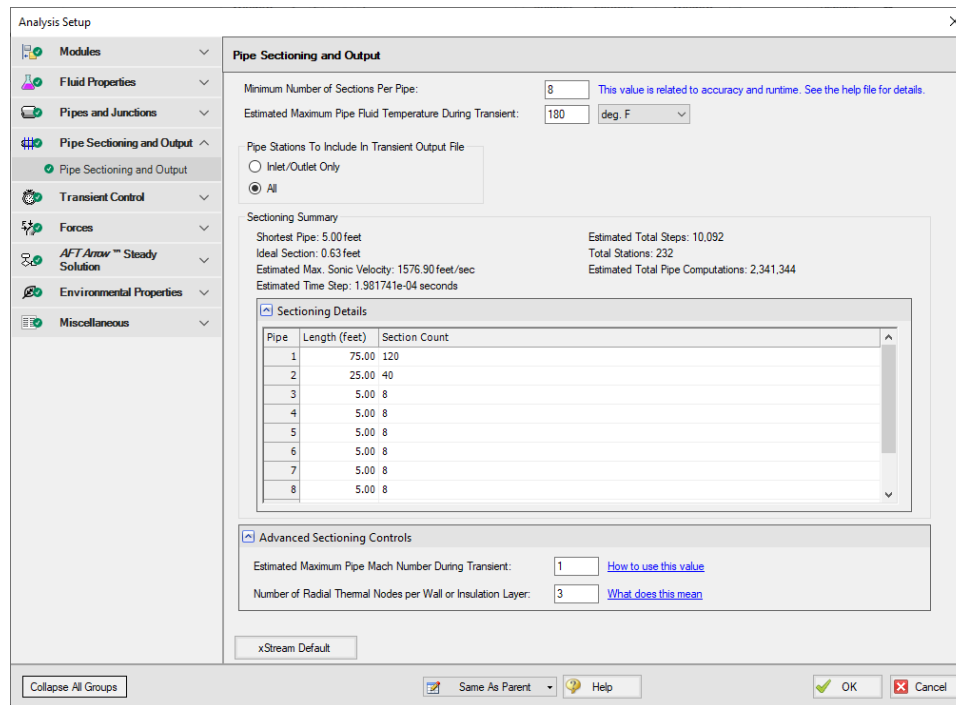 Analysis Setup
Modules
Fluid Properties
Pipes and Junctions
Pipe Sectioning and Output
Pipe Sectioning and Output
Transient Control
Forces
AFT Arrow ™ Steady
Solution
Environmental Properties
Miscellaneous
Pipe Sectioning and Output
Minimum Number of Sections Per Pipe: 8 This value is related to accuracy and runtime. See the help file for details.
Estimated Maximum Pipe Fluid Temperature During Transient: 180 deg. F
Pipe Stations To Include In Transient Output File
Inlet/Outlet Only
All
Sectioning Summary
Shortest Pipe: 5.00 feet
Ideal Section: 0.63 feet
Estimated Max. Sonic Velocity: 1576.90 feet/sec
Estimated Time Step: 1.981741e-04 seconds
Estimated Total Steps: 10,092
Total Stations: 232
Estimated Total Pipe Computations: 2,341,344
Sectioning Details
Pipe Length (feet) Section Count
1 75.00 120
2 25.00 40
3 5.00 8
4 5.00 8
5 5.00 8
6 5.00 8
7 5.00 8
8 5.00 8
Advanced Sectioning Controls
Estimated Maximum Pipe Mach Number During Transient: 1 How to use this value
Number of Radial Thermal Nodes per Wall or Insulation Layer: 3 What does this mean
xStream Default
Collapse All Groups
Same As Parent
Help
OK
Cancel